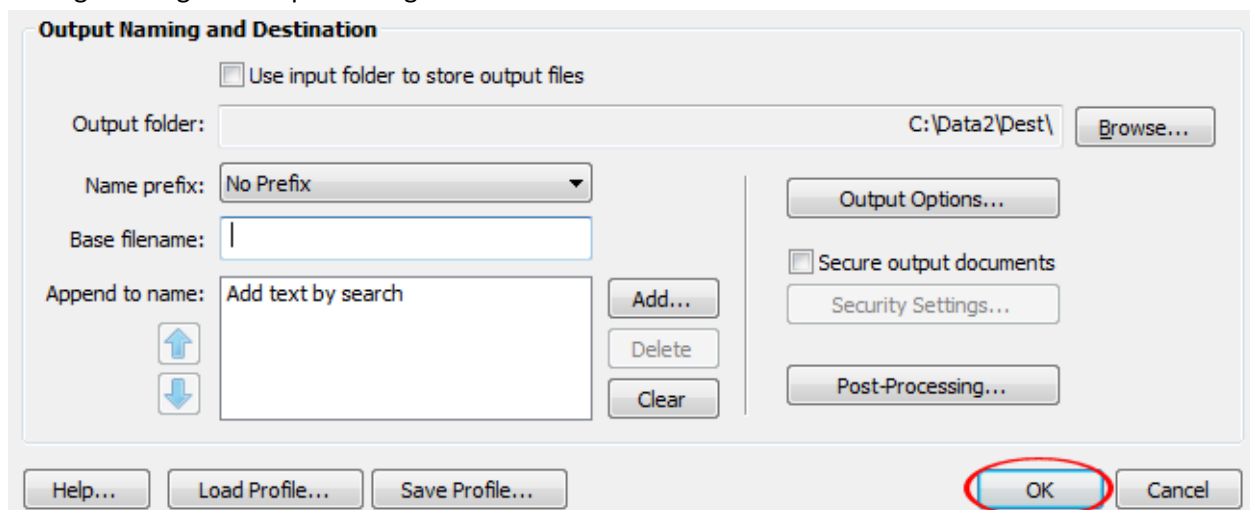 Output Naming and Destination
Use input folder to store output files
Output folder: C:\Data2\Dest\ Browse...
Name prefix: No Prefix
Output Options...
Base filename:
Secure output documents
Append to name: Add text by search Add... Security Settings...
Delete
Clear Post-Processing...
Help... Load Profile... Save Profile... OK Cancel